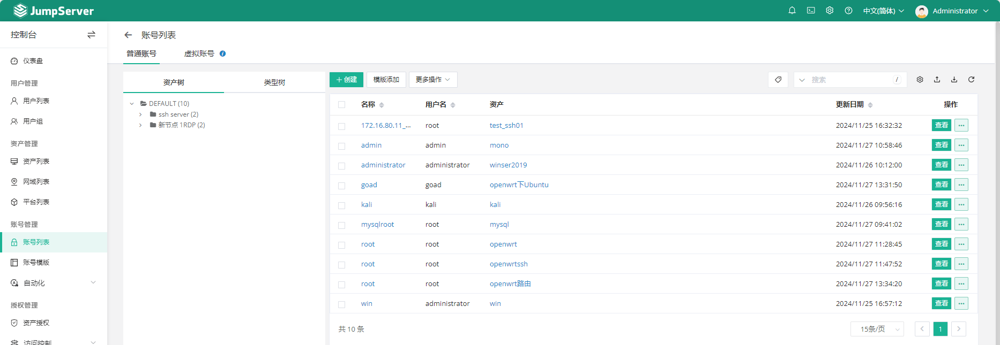 JumpServer
中文(简体)
Administrator
控制台
账号列表
普通账号
虚拟账号
仪表盘
用户管理
用户列表
用户组
资产管理
资产列表
网域列表
平台列表
账号管理
账号列表
账号模版
自动化
授权管理
资产授权
访问控制
资产树
类型树
DEFAULT (10)
ssh server (2)
新节点 1RDP (2)
创建
模版添加
更多操作
搜索
/
名称 用户名 资产 更新日期 操作
172.16.80.11_... root test_ssh01 2024/11/25 16:32:32 查看 ...
admin admin mono 2024/11/27 10:58:46 查看 ...
administrator administrator winser2019 2024/11/26 10:12:00 查看 ...
goad goad openwrt下Ubuntu 2024/11/27 13:31:50 查看 ...
kali kali kali 2024/11/26 09:56:16 查看 ...
mysqlroot root mysql 2024/11/27 09:41:02 查看 ...
root root openwrt 2024/11/27 11:28:45 查看 ...
root root openwrtssh 2024/11/27 11:47:52 查看 ...
root root openwrt路由 2024/11/27 13:34:20 查看 ...
win administrator win 2024/11/25 16:57:12 查看 ...
共 10 条
15条/页
1